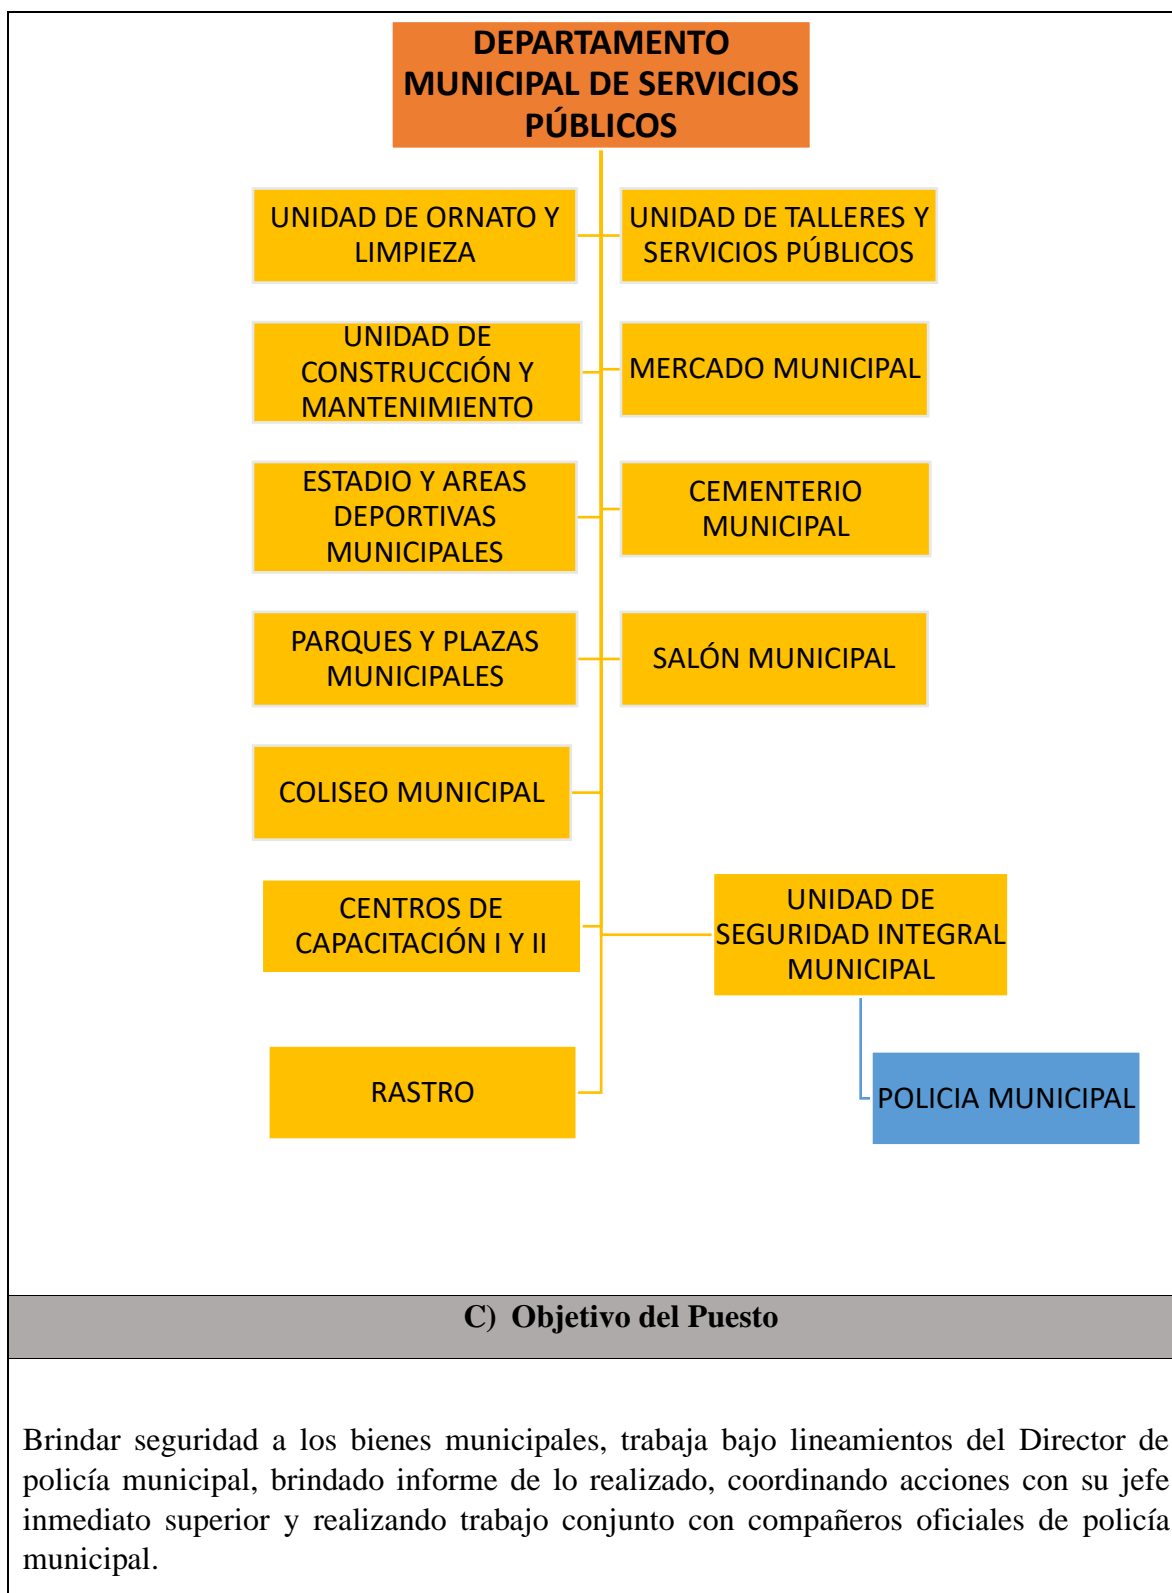 DEPARTAMENTO
MUNICIPAL DE SERVICIOS
PÚBLICOS
UNIDAD DE ORNATO Y
LIMPIEZA
UNIDAD DE TALLERES Y
SERVICIOS PÚBLICOS
UNIDAD DE
CONSTRUCCIÓN Y
MANTENIMIENTO
MERCADO MUNICIPAL
ESTADIO Y AREAS
DEPORTIVAS
MUNICIPALES
CEMENTERIO
MUNICIPAL
PARQUES Y PLAZAS
MUNICIPALES
SALÓN MUNICIPAL
COLISEO MUNICIPAL
CENTROS DE
CAPACITACIÓN I Y II
UNIDAD DE
SEGURIDAD INTEGRAL
MUNICIPAL
RASTRO
POLICIA MUNICIPAL
C) Objetivo del Puesto
Brindar seguridad a los bienes municipales, trabaja bajo lineamientos del Director de
policía municipal, brindado informe de lo realizado, coordinando acciones con su jefe
inmediato superior y realizando trabajo conjunto con compañeros oficiales de policía
municipal.